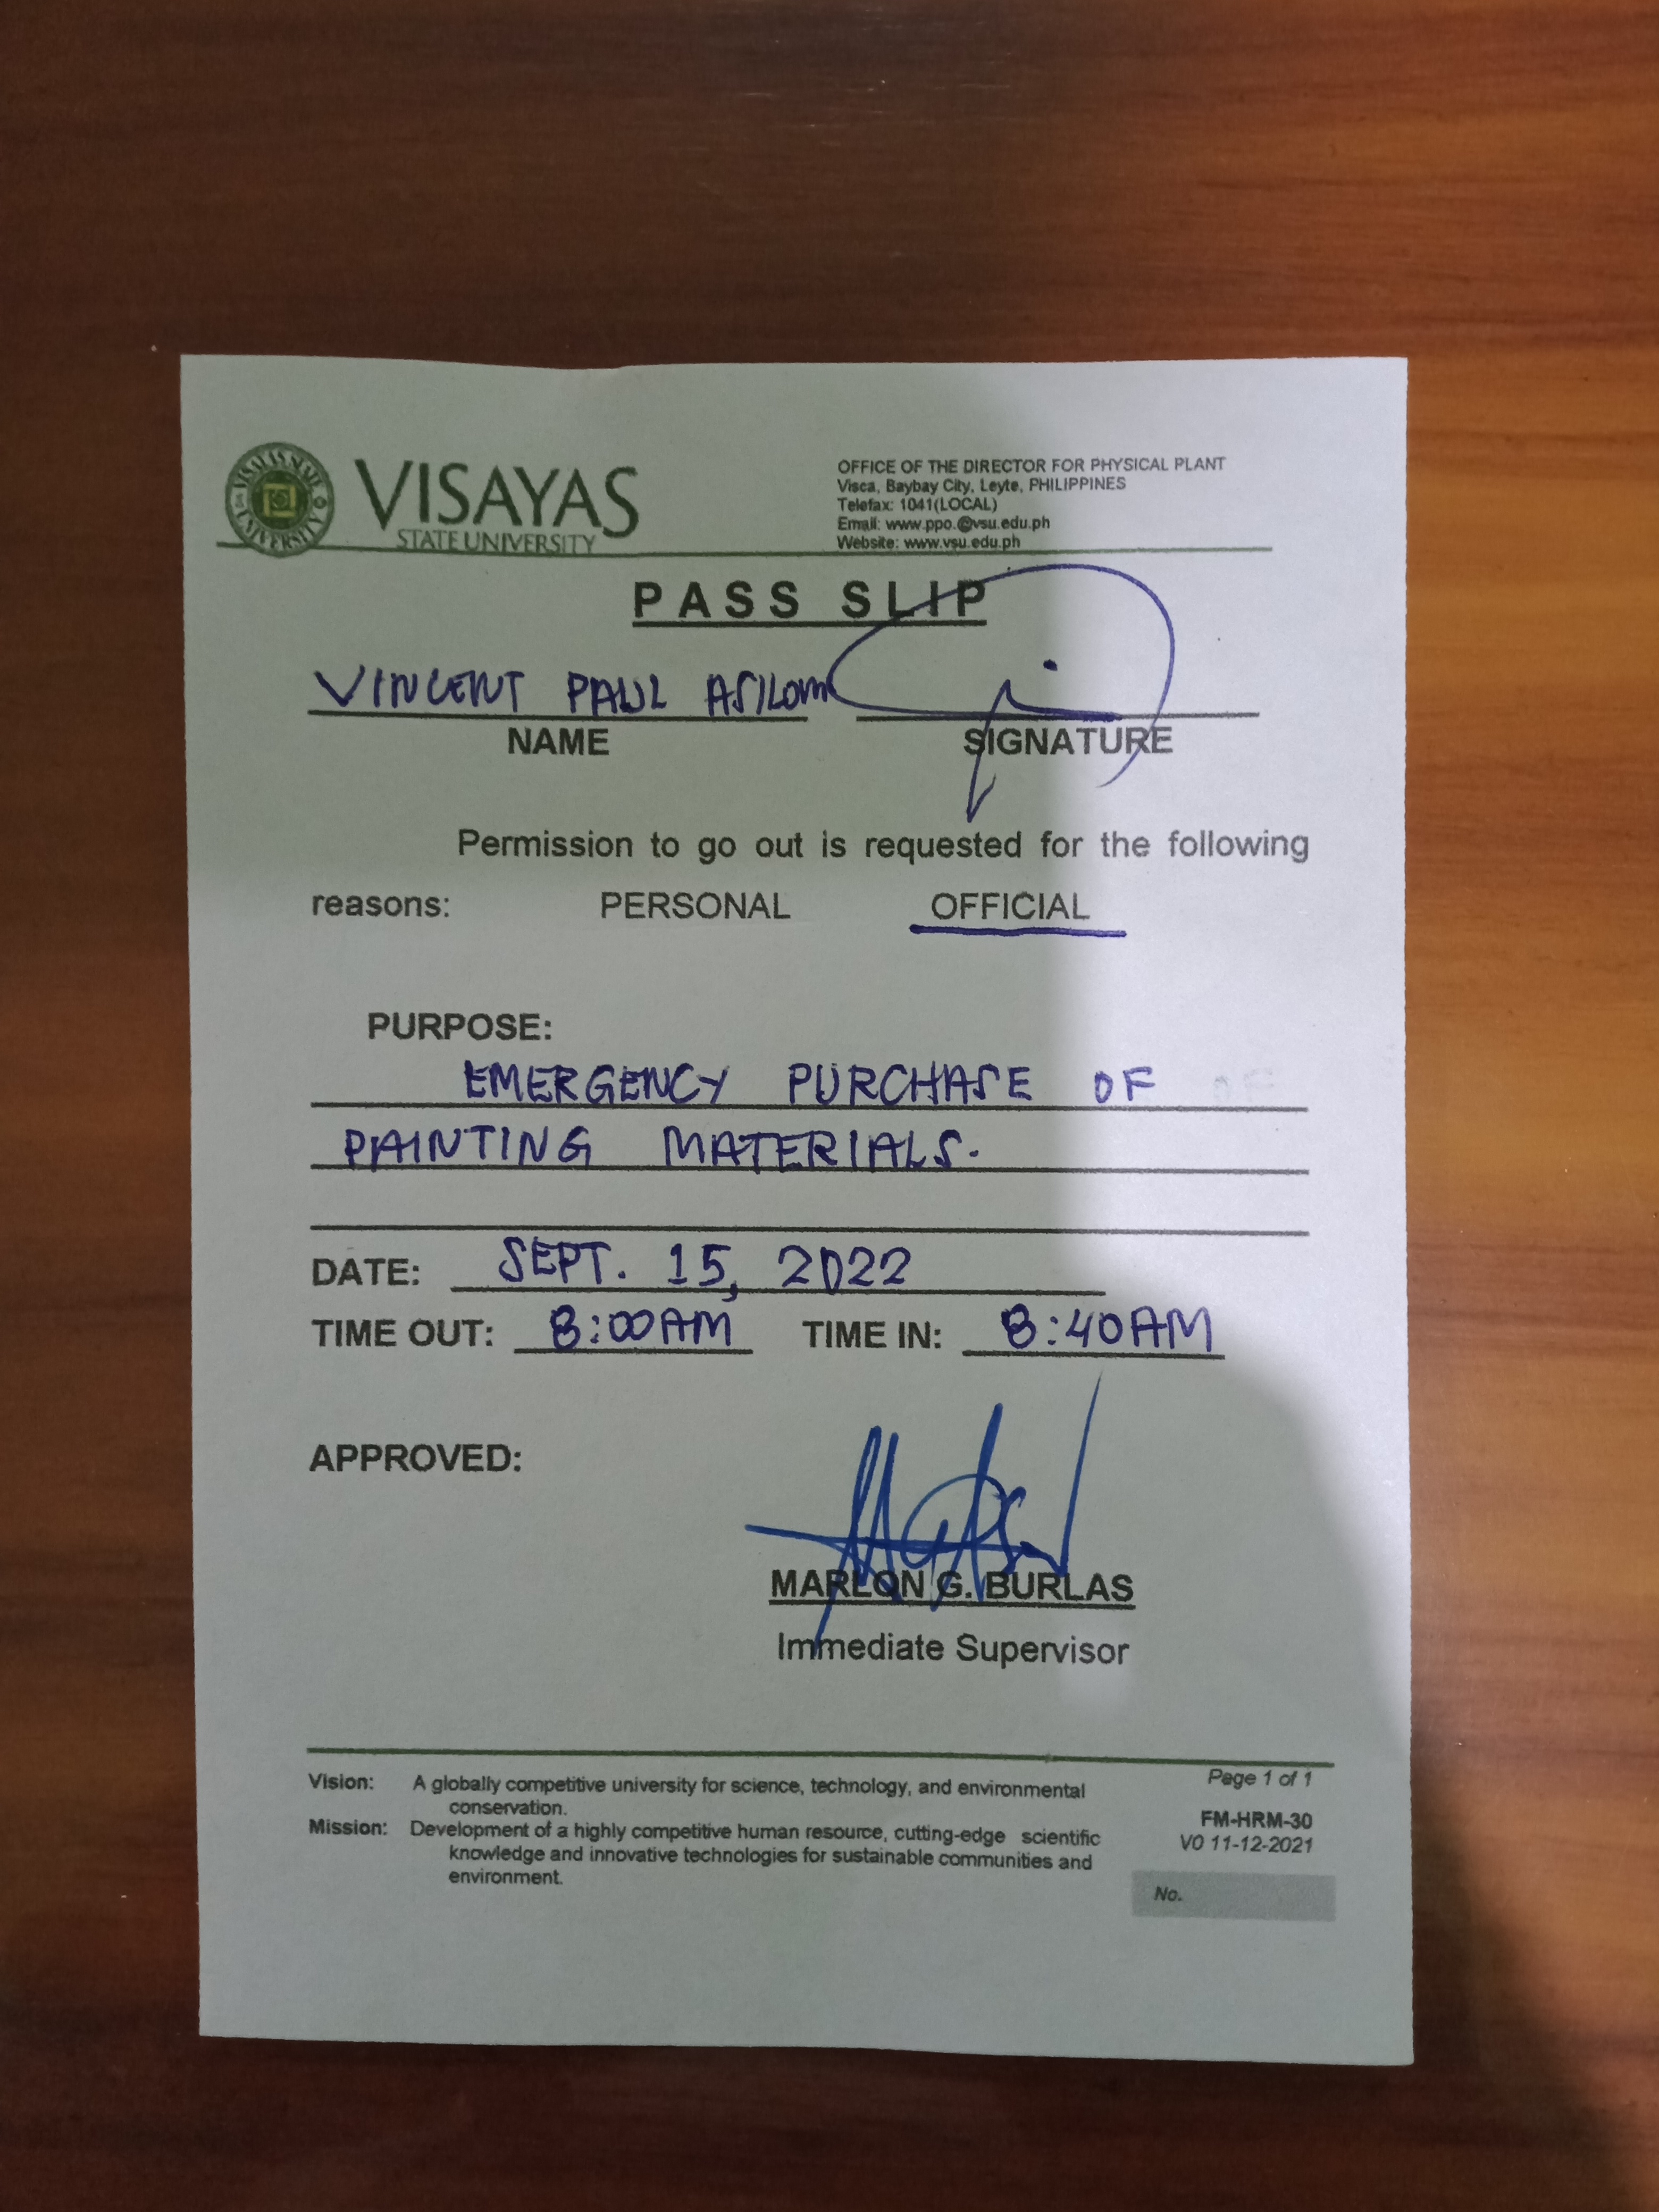 VISAYAS
STATE UNIVERSITY
OFFICE OF THE DIRECTOR FOR PHYSICAL PLANT
Visca, Baybay City, Leyte, PHILIPPINES
Telefax: 1041(LOCAL)
Email: www.ppo.@vsu.edu.ph
Website: www.vsu.edu.ph
PASS SLIP
VINCENT PAUL ASILOM
NAME SIGNATURE
Permission to go out is requested for the following
reasons: PERSONAL OFFICIAL
PURPOSE:
EMERGENCY PURCHASE OF
PAINTING MATERIALS.
DATE: SEPT. 15, 2022
TIME OUT: 8:00AM TIME IN: 8:40AM
APPROVED:
MARLON G. BURLAS
Immediate Supervisor
Vision: A globally competitive university for science, technology, and environmental
conservation.
Mission: Development of a highly competitive human resource, cutting-edge scientific
knowledge and innovative technologies for sustainable communities and
environment.
Page 1 of 1
FM-HRM-30
V0 11-12-2021
No.